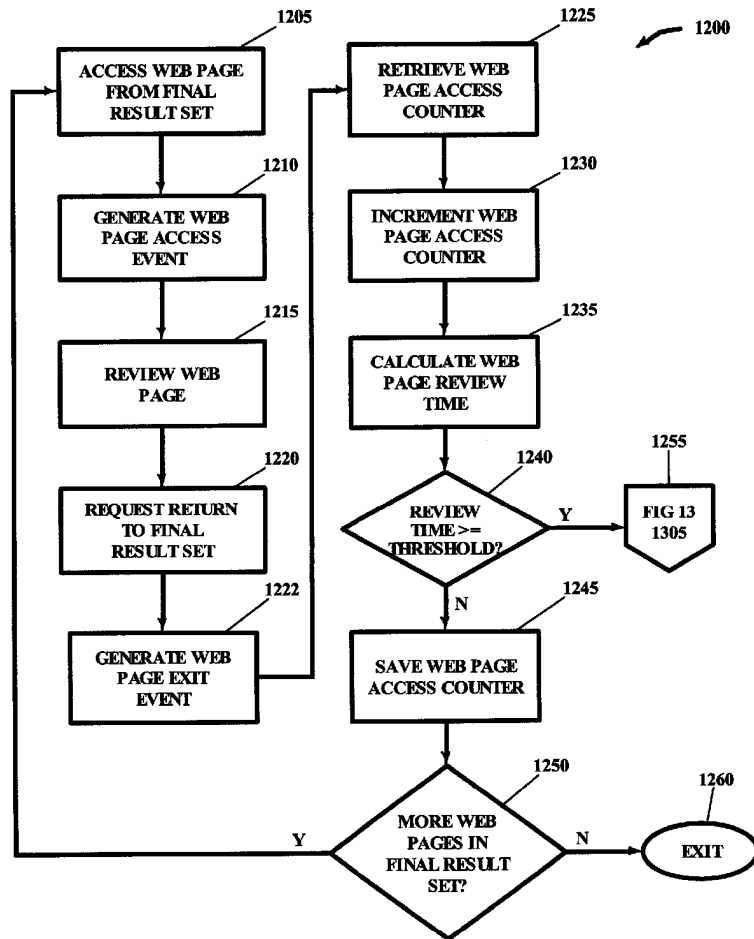 1200
1205
ACCESS WEB PAGE
FROM FINAL
RESULT SET
1210
GENERATE WEB
PAGE ACCESS
EVENT
1215
REVIEW WEB
PAGE
1220
REQUEST RETURN
TO FINAL
RESULT SET
1222
GENERATE WEB
PAGE EXIT
EVENT
1225
RETRIEVE WEB
PAGE ACCESS
COUNTER
1230
INCREMENT WEB
PAGE ACCESS
COUNTER
1235
CALCULATE WEB
PAGE REVIEW
TIME
1240
REVIEW
TIME >=
THRESHOLD?
Y
1255
FIG 13
1305
N
1245
SAVE WEB PAGE
ACCESS COUNTER
1250
MORE WEB
PAGES IN
FINAL RESULT
SET?
Y
N
1260
EXIT